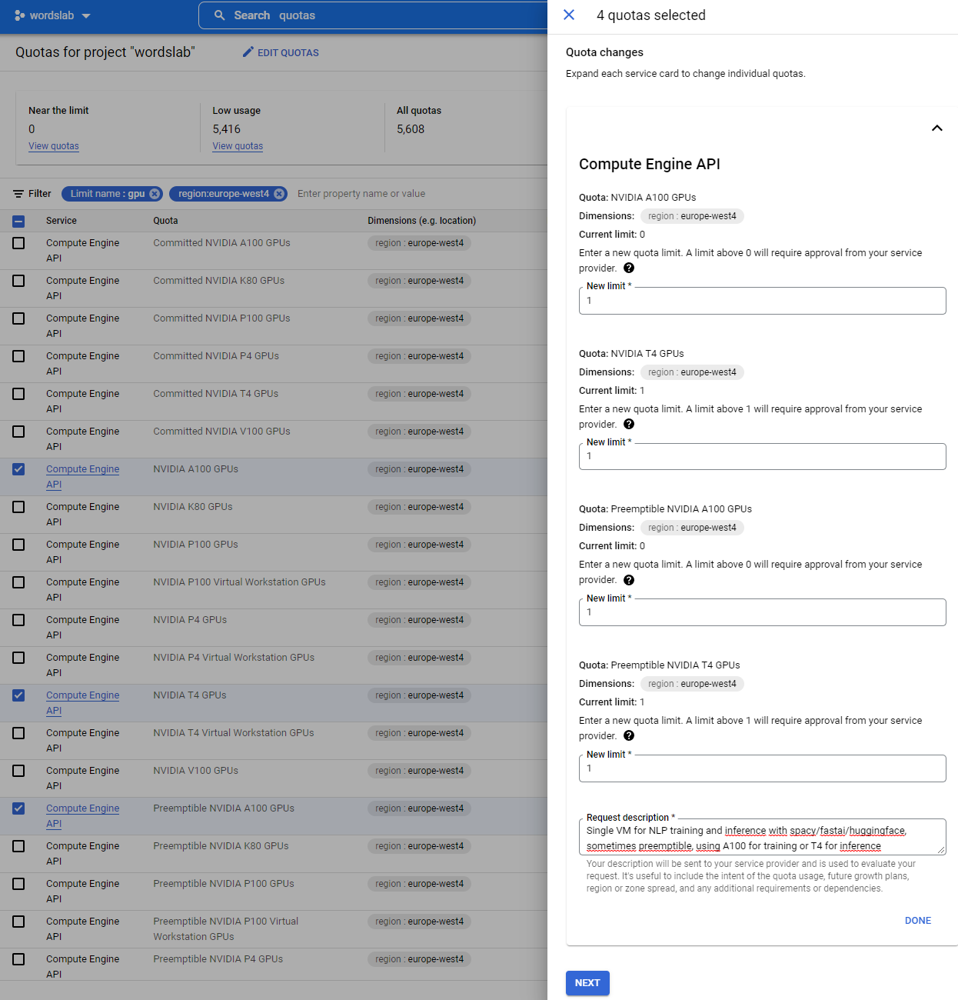 wordslab
Search quotas
Quotas for project "wordslab"
EDIT QUOTAS
Near the limit
0
View quotas
Low usage
5,416
View quotas
All quotas
5,608
Filter
Limit name : gpu
region:europe-west4
Enter property name or value
Service Quota Dimensions (e.g. location)
Compute Engine API Committed NVIDIA A100 GPUs region : europe-west4
Compute Engine API Committed NVIDIA K80 GPUs region : europe-west4
Compute Engine API Committed NVIDIA P100 GPUs region : europe-west4
Compute Engine API Committed NVIDIA P4 GPUs region : europe-west4
Compute Engine API Committed NVIDIA T4 GPUs region : europe-west4
Compute Engine API Committed NVIDIA V100 GPUs region : europe-west4
Compute Engine API NVIDIA A100 GPUs region : europe-west4
Compute Engine API NVIDIA K80 GPUs region : europe-west4
Compute Engine API NVIDIA P100 GPUs region : europe-west4
Compute Engine API NVIDIA P100 Virtual Workstation GPUs region : europe-west4
Compute Engine API NVIDIA P4 GPUs region : europe-west4
Compute Engine API NVIDIA P4 Virtual Workstation GPUs region : europe-west4
Compute Engine API NVIDIA T4 GPUs region : europe-west4
Compute Engine API NVIDIA T4 Virtual Workstation GPUs region : europe-west4
Compute Engine API NVIDIA V100 GPUs region : europe-west4
Compute Engine API Preemptible NVIDIA A100 GPUs region : europe-west4
Compute Engine API Preemptible NVIDIA K80 GPUs region : europe-west4
Compute Engine API Preemptible NVIDIA P100 GPUs region : europe-west4
Compute Engine API Preemptible NVIDIA P100 Virtual Workstation GPUs region : europe-west4
Compute Engine API Preemptible NVIDIA P4 GPUs region : europe-west4
4 quotas selected
Quota changes
Expand each service card to change individual quotas.
Compute Engine API
Quota: NVIDIA A100 GPUs
Dimensions: region : europe-west4
Current limit: 0
Enter a new quota limit. A limit above 0 will require approval from your service
provider.
New limit *
1
Quota: NVIDIA T4 GPUs
Dimensions: region : europe-west4
Current limit: 1
Enter a new quota limit. A limit above 1 will require approval from your service
provider.
New limit *
1
Quota: Preemptible NVIDIA A100 GPUs
Dimensions: region : europe-west4
Current limit: 0
Enter a new quota limit. A limit above 0 will require approval from your service
provider.
New limit *
1
Quota: Preemptible NVIDIA T4 GPUs
Dimensions: region : europe-west4
Current limit: 1
Enter a new quota limit. A limit above 1 will require approval from your service
provider.
New limit *
1
Request description *
Single VM for NLP training and inference with spacy/fastai/huggingface,
sometimes preemptible, using A100 for training or T4 for inference
Your description will be sent to your service provider and is used to evaluate your
request. It's useful to include the intent of the quota usage, future growth plans,
region or zone spread, and any additional requirements or dependencies.
DONE
NEXT